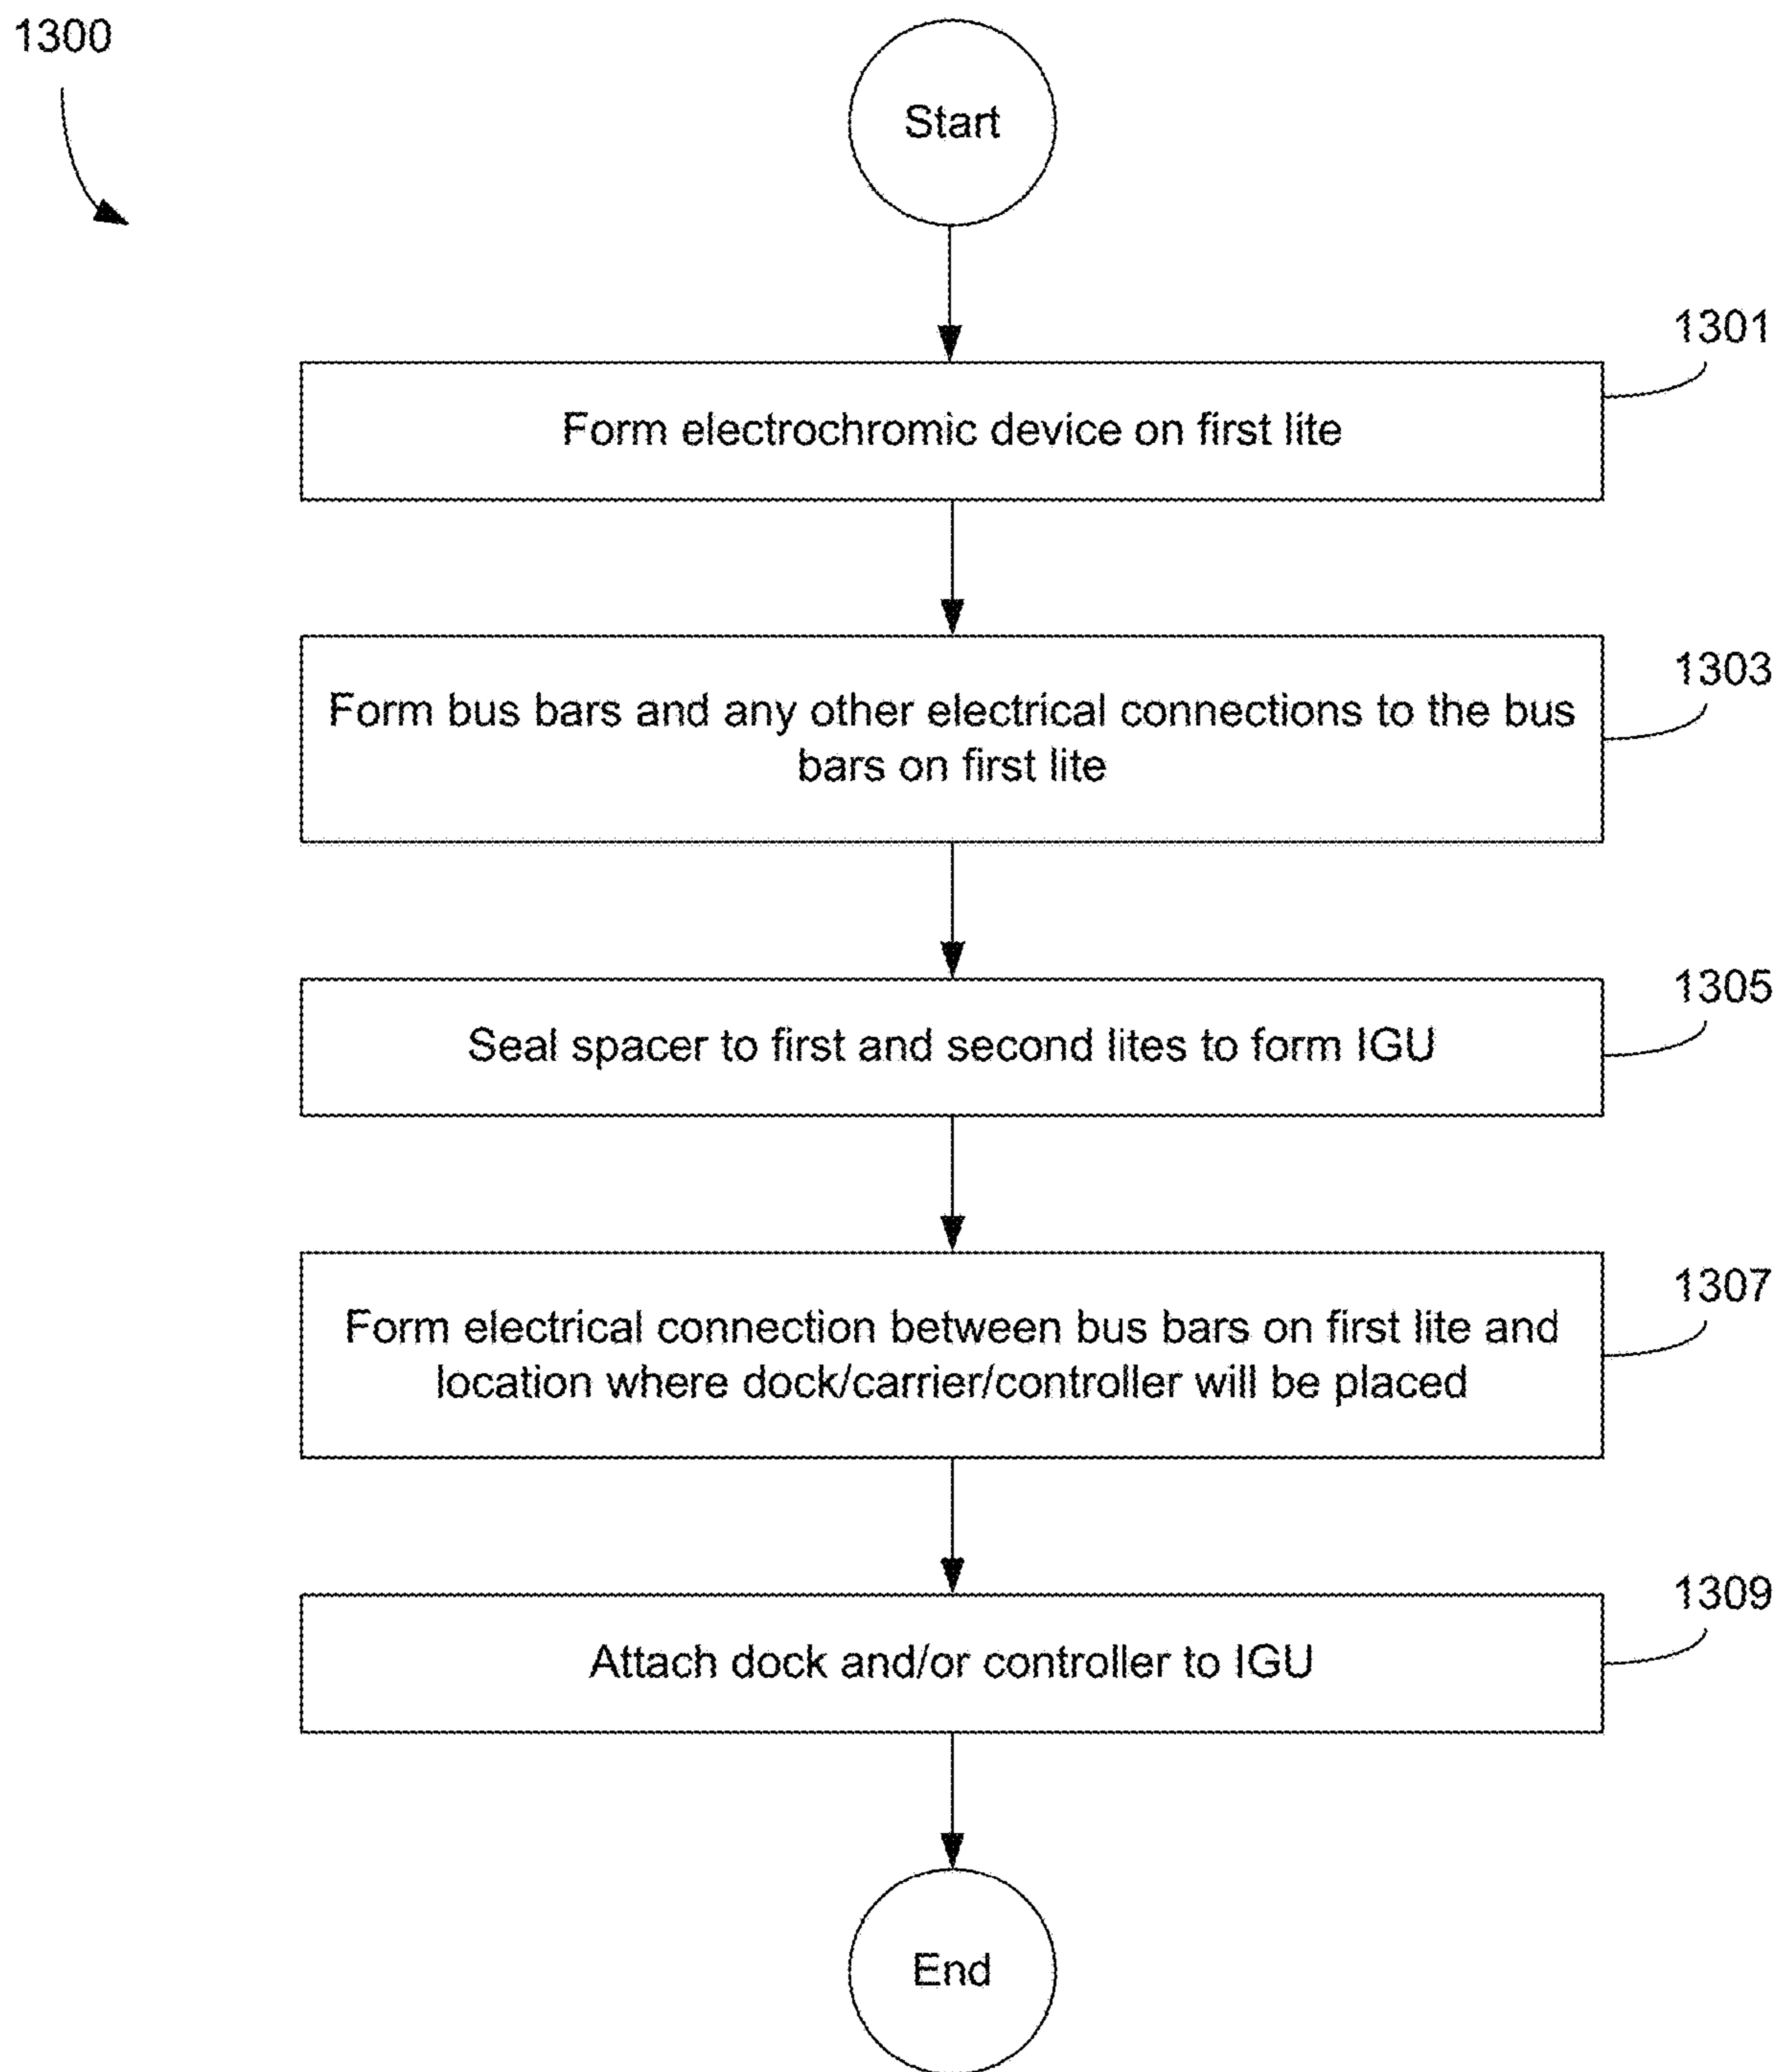 1300
Start
1301
Form electrochromic device on first lite
1303
Form bus bars and any other electrical connections to the bus
bars on first lite
1305
Seal spacer to first and second lites to form IGU
1307
Form electrical connection between bus bars on first lite and
location where dock/carrier/controller will be placed
1309
Attach dock and/or controller to IGU
End